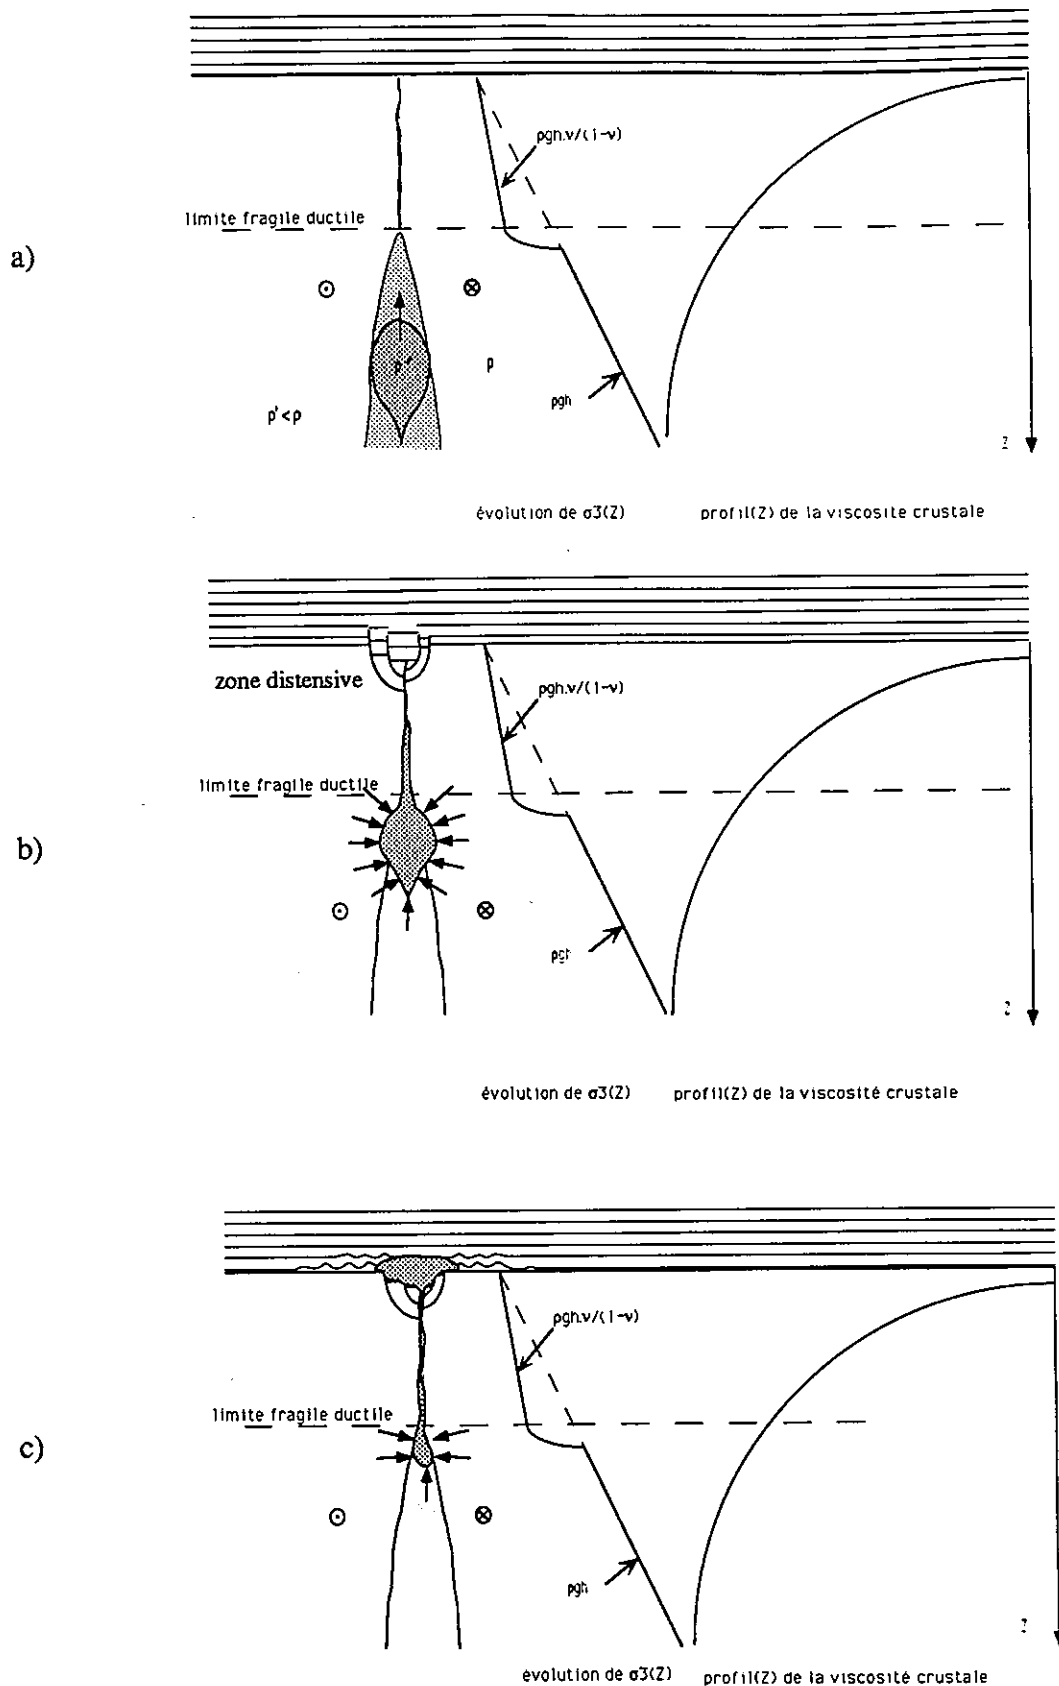 a)
ρgh.ν/(1-ν)
limite fragile ductile
ρ'
ρ
ρ'<ρ
ρgh
z
évolution de σ3(Z) profil(Z) de la viscosite crustale
b)
zone distensive
ρgh.ν/(1-ν)
limite fragile ductile
ρgh
z
évolution de σ3(Z) profil(Z) de la viscosité crustale
c)
ρgh.ν/(1-ν)
limite fragile ductile
ρgh
z
évolution de σ3(Z) profil(Z) de la viscosité crustale